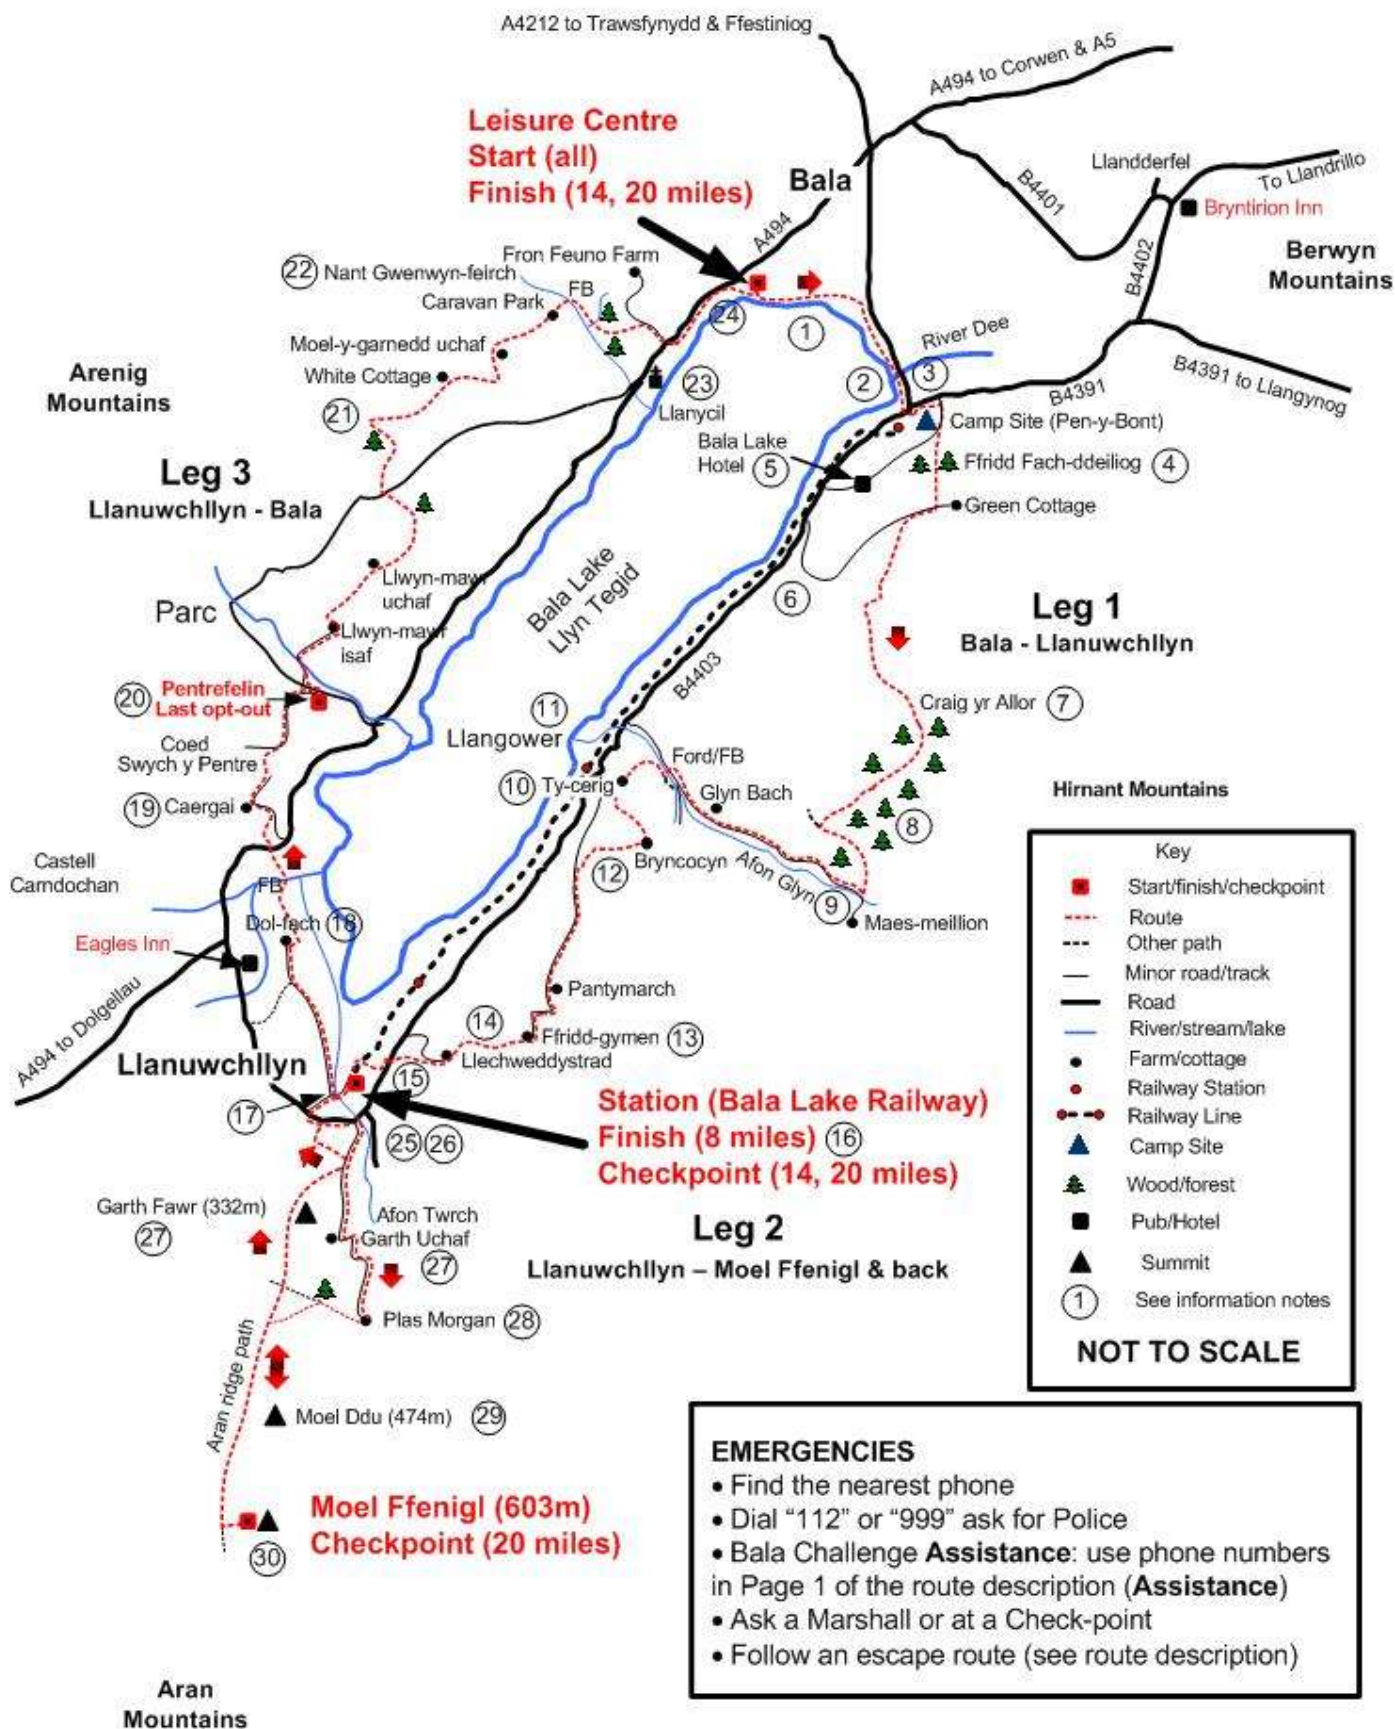 A4212 to Trawsfynydd & Ffestiniog
A494 to Corwen & A5
Leisure Centre
Start (all)
Finish (14, 20 miles)
Bala
A494
Llandderfel
To Llandrillo
B4401
Bryntirion Inn
B4402
Berwyn
Mountains
22 Nant Gwenwyn-feirch
Fron Feuno Farm
FB
Caravan Park
24
1
River Dee
Moel-y-garnedd uchaf
White Cottage
Arenig
Mountains
2
3
B4391
B4391 to Llangynog
23
Llanycil
21
Camp Site (Pen-y-Bont)
Bala Lake
Hotel 5
Ffridd Fach-ddeiliog 4
Green Cottage
Leg 3
Llanuwchllyn - Bala
Llwyn-mawr
uchaf
Bala Lake
Llyn Tegid
6
Leg 1
Bala - Llanuwchllyn
Parc
Llwyn-mawr
isaf
B4403
20 Pentrefelin
Last opt-out
11
Craig yr Allor 7
Llangower
Coed
Swych y Pentre
Ford/FB
10 Ty-cerig
Glyn Bach
Hirnant Mountains
19 Caergai
8
Castell
Carndochan
FB
12
Bryncocyn
Afon Glyn
9
Maes-meillion
Dol-fach 18
Eagles Inn
A494 to Dolgellau
Pantymarch
14
Ffridd-gymen 13
Llechweddystrad
Llanuwchllyn
15
17
Station (Bala Lake Railway)
Finish (8 miles) 16
Checkpoint (14, 20 miles)
25 26
Garth Fawr (332m)
27
Afon Twrch
Garth Uchaf
27
Leg 2
Llanuwchllyn – Moel Ffenigl & back
Plas Morgan 28
Aran ridge path
Moel Ddu (474m) 29
Moel Ffenigl (603m)
Checkpoint (20 miles)
30
Aran
Mountains
Key
Start/finish/checkpoint
Route
Other path
Minor road/track
Road
River/stream/lake
Farm/cottage
Railway Station
Railway Line
Camp Site
Wood/forest
Pub/Hotel
Summit
1 See information notes
NOT TO SCALE
EMERGENCIES
• Find the nearest phone
• Dial “112” or “999” ask for Police
• Bala Challenge Assistance: use phone numbers
in Page 1 of the route description (Assistance)
• Ask a Marshall or at a Check-point
• Follow an escape route (see route description)